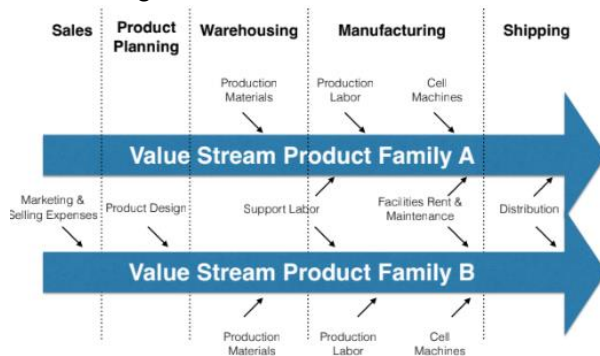 Sales
Product
Planning
Warehousing
Manufacturing
Shipping
Production
Materials
Production
Labor
Cell
Machines
Value Stream Product Family A
Marketing &
Selling Expenses
Product Design
Support Labor
Facilities Rent &
Maintenance
Distribution
Value Stream Product Family B
Production
Materials
Production
Labor
Cell
Machines